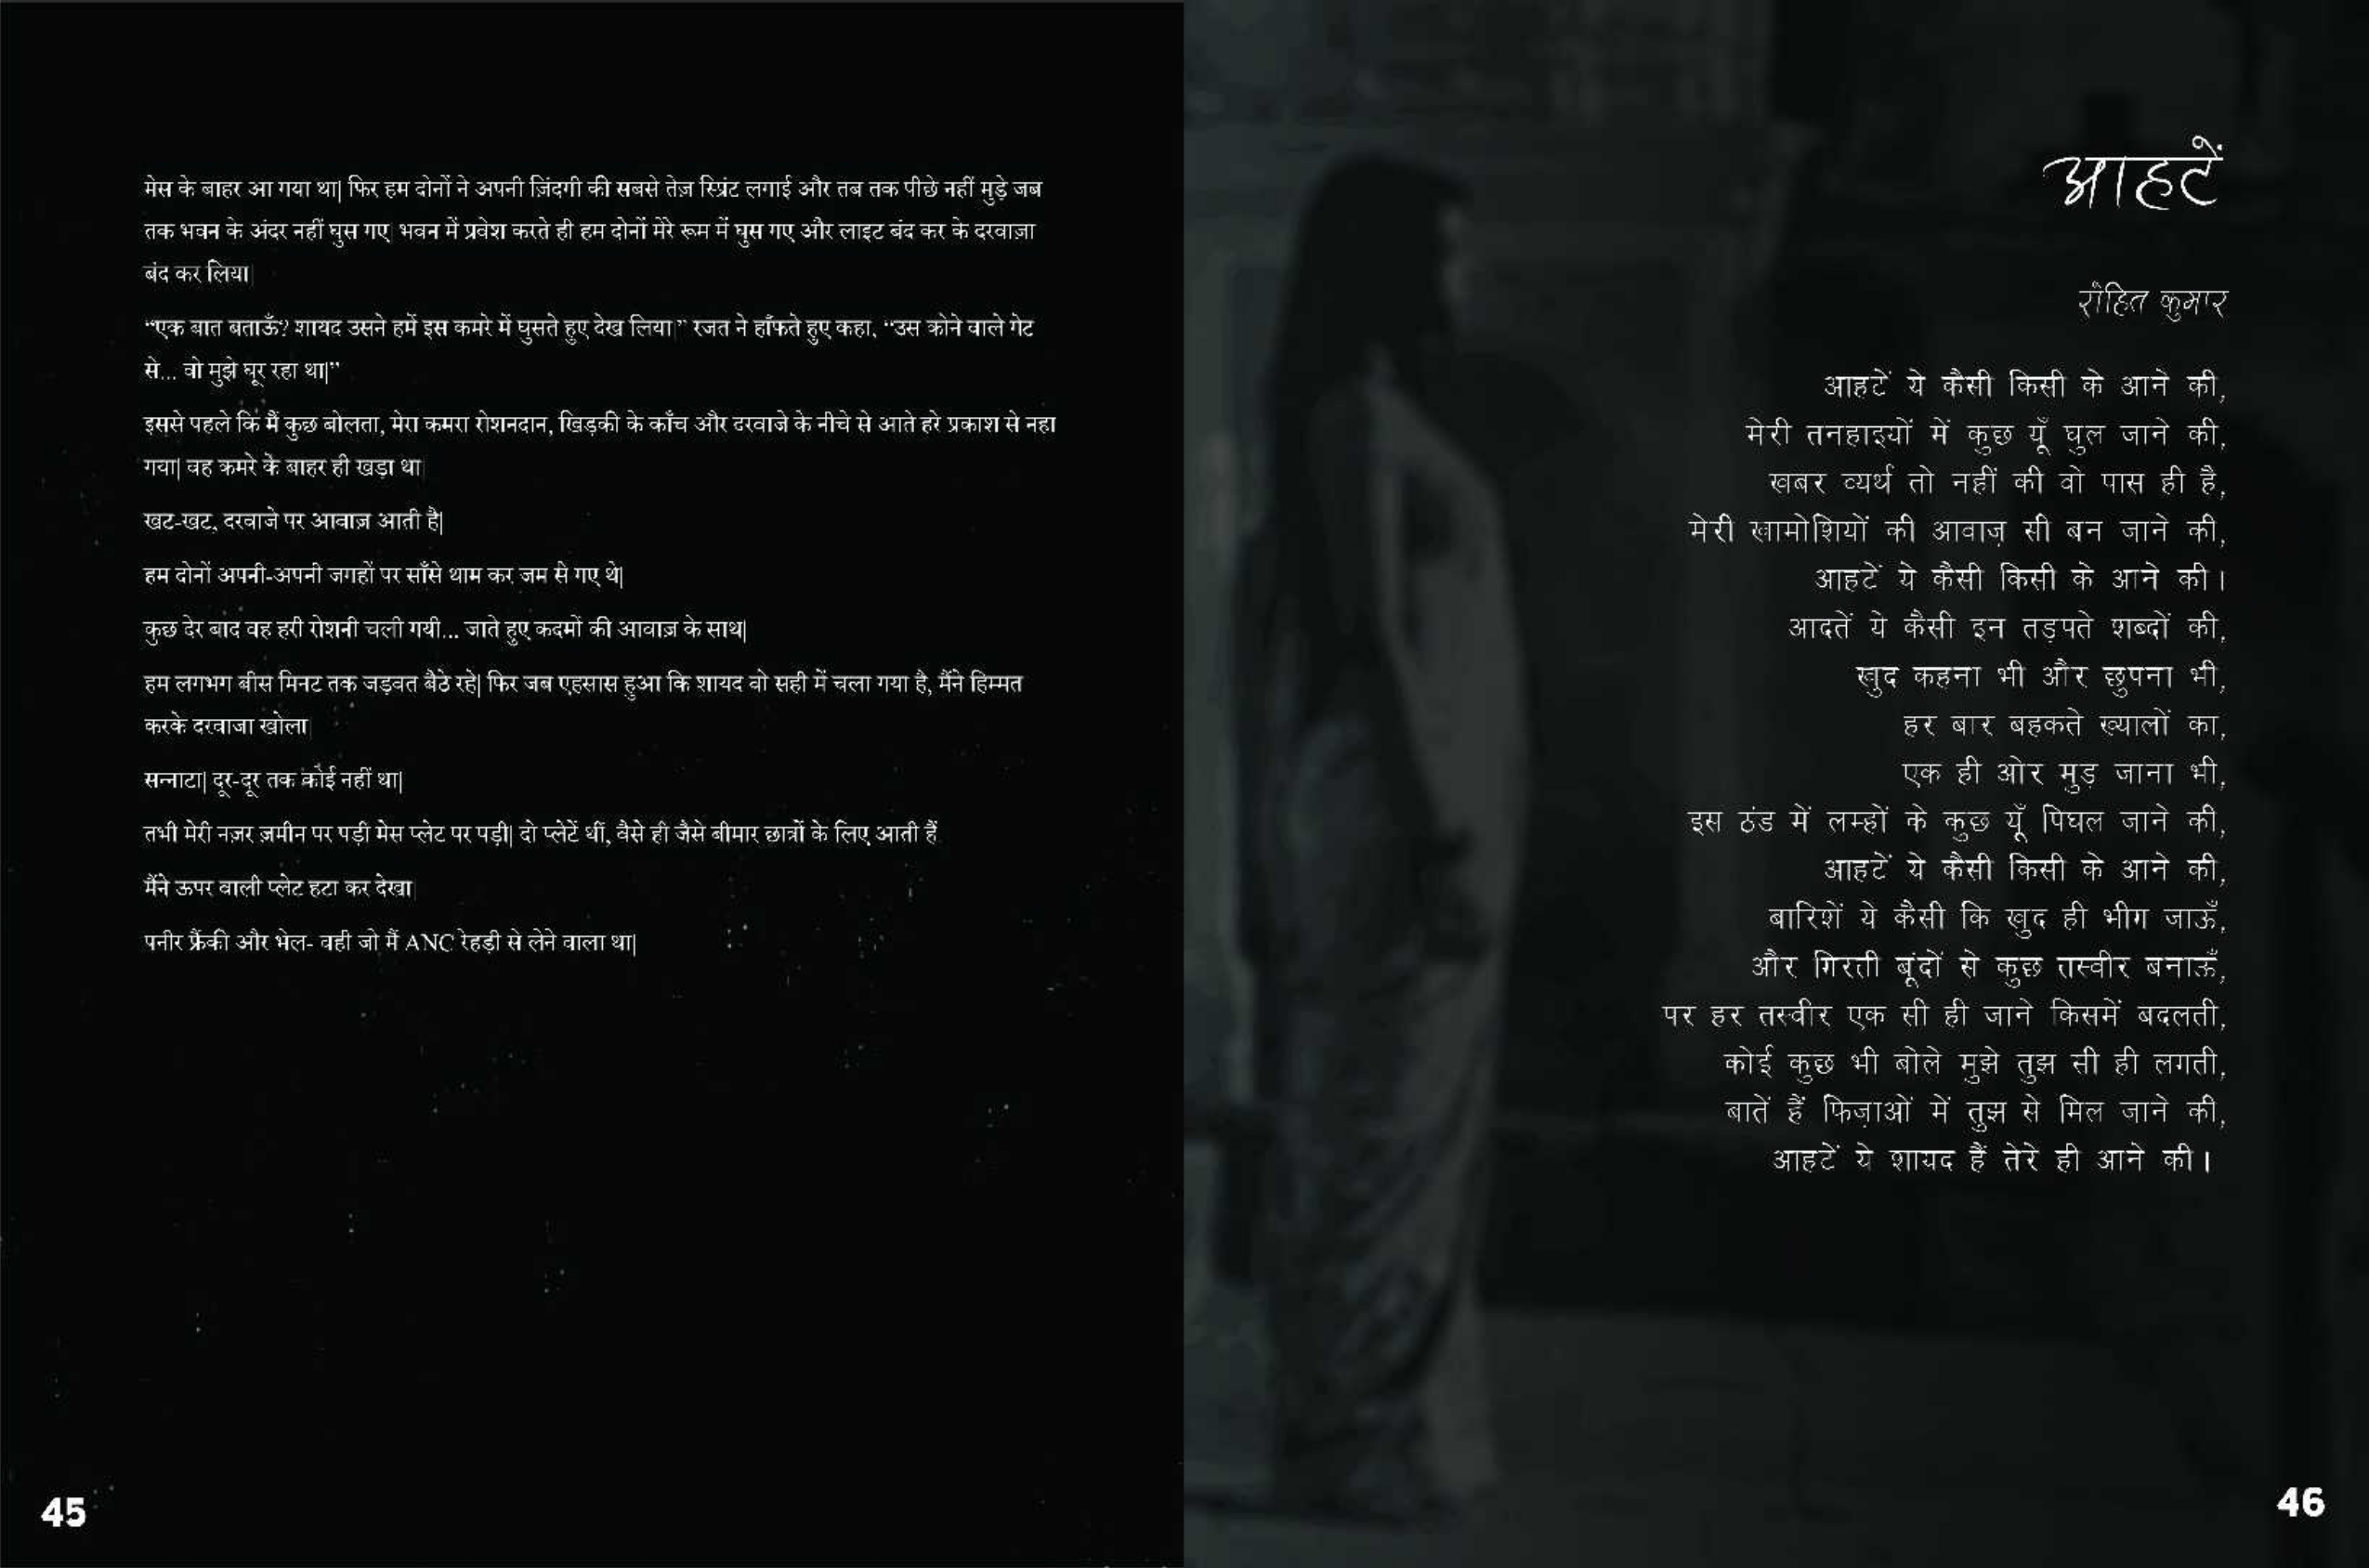 मेस के बाहर आ गया था| फिर हम दोनों ने अपनी ज़िंदगी की सबसे तेज़ स्प्रिंट लगाई और तब तक पीछे नहीं मुड़े जब
तक भवन के अंदर नहीं घुस गए| भवन में प्रवेश करते ही हम दोनों मेरे रूम में घुस गए और लाइट बंद कर के दरवाज़ा
बंद कर लिया|
“एक बात बताऊँ? शायद उसने हमें इस कमरे में घुसते हुए देख लिया|” रजत ने हाँफते हुए कहा, “उस कोने वाले गेट
से... वो मुझे घूर रहा था|”
इससे पहले कि मैं कुछ बोलता, मेरा कमरा रोशनदान, खिड़की के काँच और दरवाजे के नीचे से आते हरे प्रकाश से नहा
गया| वह कमरे के बाहर ही खड़ा था|
खट-खट, दरवाजे पर आवाज़ आती है|
हम दोनों अपनी-अपनी जगहों पर साँसे थाम कर जम से गए थे|
कुछ देर बाद वह हरी रोशनी चली गयी... जाते हुए कदमों की आवाज़ के साथ|
हम लगभग बीस मिनट तक जड़वत बैठे रहे| फिर जब एहसास हुआ कि शायद वो सही में चला गया है, मैंने हिम्मत
करके दरवाजा खोला|
सन्नाटा| दूर-दूर तक कोई नहीं था|
तभी मेरी नज़र ज़मीन पर पड़ी मेस प्लेट पर पड़ी| दो प्लेटें थीं, वैसे ही जैसे बीमार छात्रों के लिए आती हैं.
मैंने ऊपर वाली प्लेट हटा कर देखा|
पनीर फ्रैंकी और भेल- वही जो मैं ANC रेहड़ी से लेने वाला था|
45
आहटें
रोहित कुमार
आहटें ये कैसी किसी के आने की,
मेरी तनहाइयों में कुछ यूँ घुल जाने की,
खबर व्यर्थ तो नहीं की वो पास ही है,
मेरी खामोशियों की आवाज़ सी बन जाने की,
आहटें ये कैसी किसी के आने की।
आदतें ये कैसी इन तड़पते शब्दों की,
खुद कहना भी और छुपना भी,
हर बार बहकते ख्यालों का,
एक ही ओर मुड़ जाना भी,
इस ठंड में लम्हों के कुछ यूँ पिघल जाने की,
आहटें ये कैसी किसी के आने की,
बारिशें ये कैसी कि खुद ही भीग जाऊँ,
और गिरती बूंदों से कुछ तस्वीर बनाऊँ,
पर हर तस्वीर एक सी ही जाने किसमें बदलती,
कोई कुछ भी बोले मुझे तुझ सी ही लगती,
बातें हैं फिज़ाओं में तुझ से मिल जाने की,
आहटें ये शायद हैं तेरे ही आने की।
46